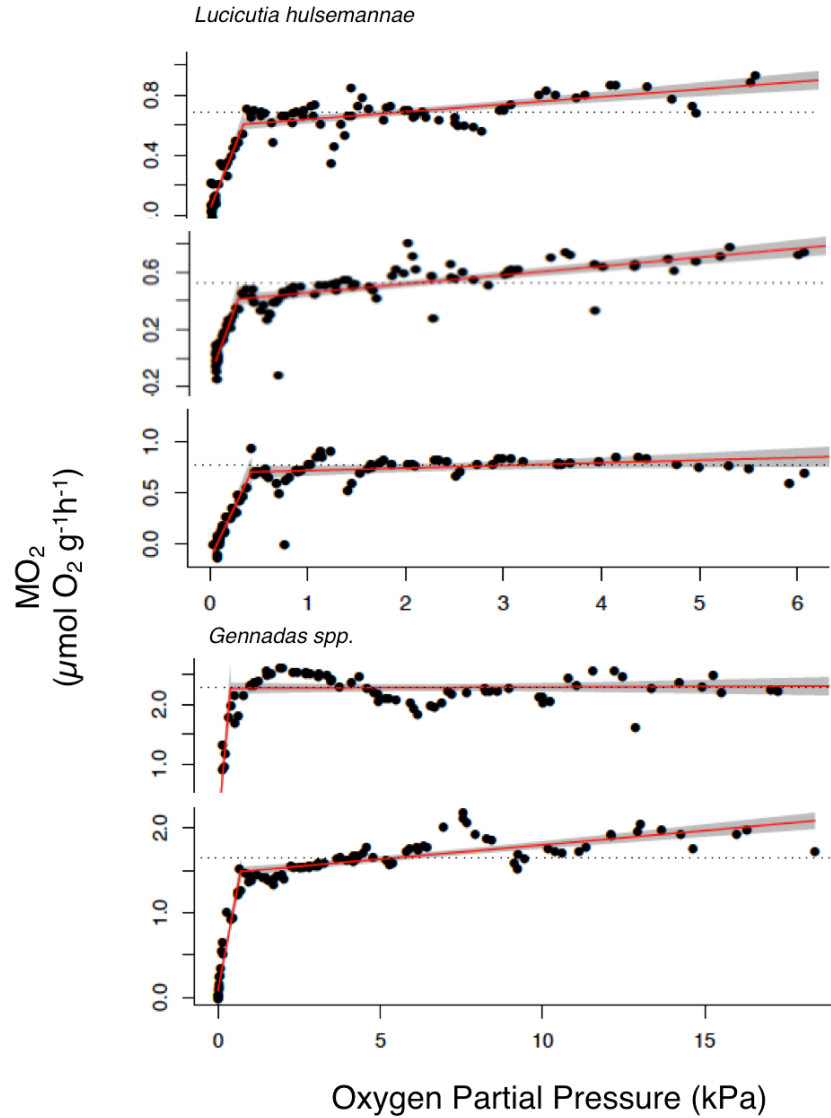 Lucicutia hulsemannae
0.8
0.4
.0
0.6
0.2
-0.2
1.0
0.5
0.0
0 1 2 3 4 5 6
MO2
(µmol O2 g-1h-1)
Gennadas spp.
2.0
1.0
2.0
1.0
0.0
0 5 10 15
Oxygen Partial Pressure (kPa)